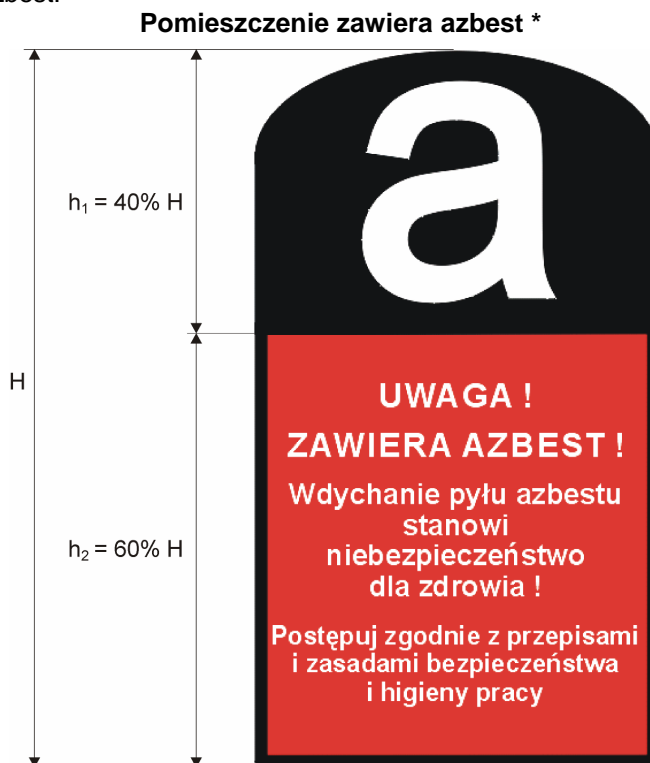 Pomieszczenie zawiera azbest *
a
h₁ = 40% H
H
h₂ = 60% H
UWAGA !
ZAWIERA AZBEST !
Wdychanie pyłu azbestu
stanowi
niebezpieczeństwo
dla zdrowia !
Postępuj zgodnie z przepisami
i zasadami bezpieczeństwa
i higieny pracy